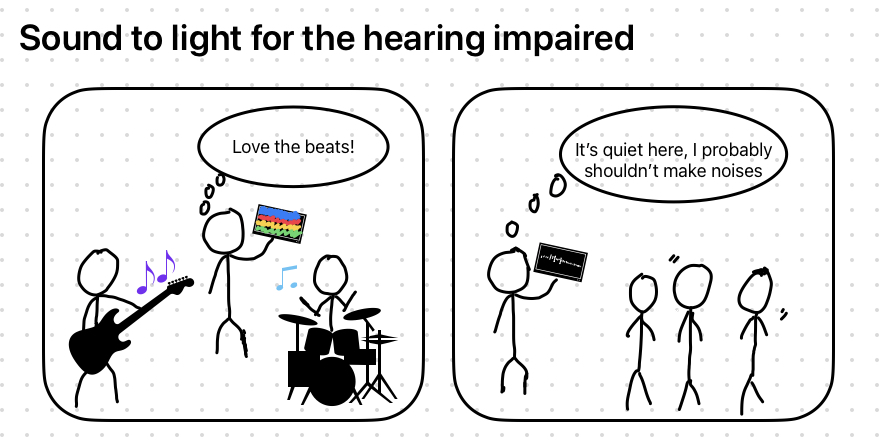 Sound to light for the hearing impaired
Love the beats!
It’s quiet here, I probably
shouldn’t make noises